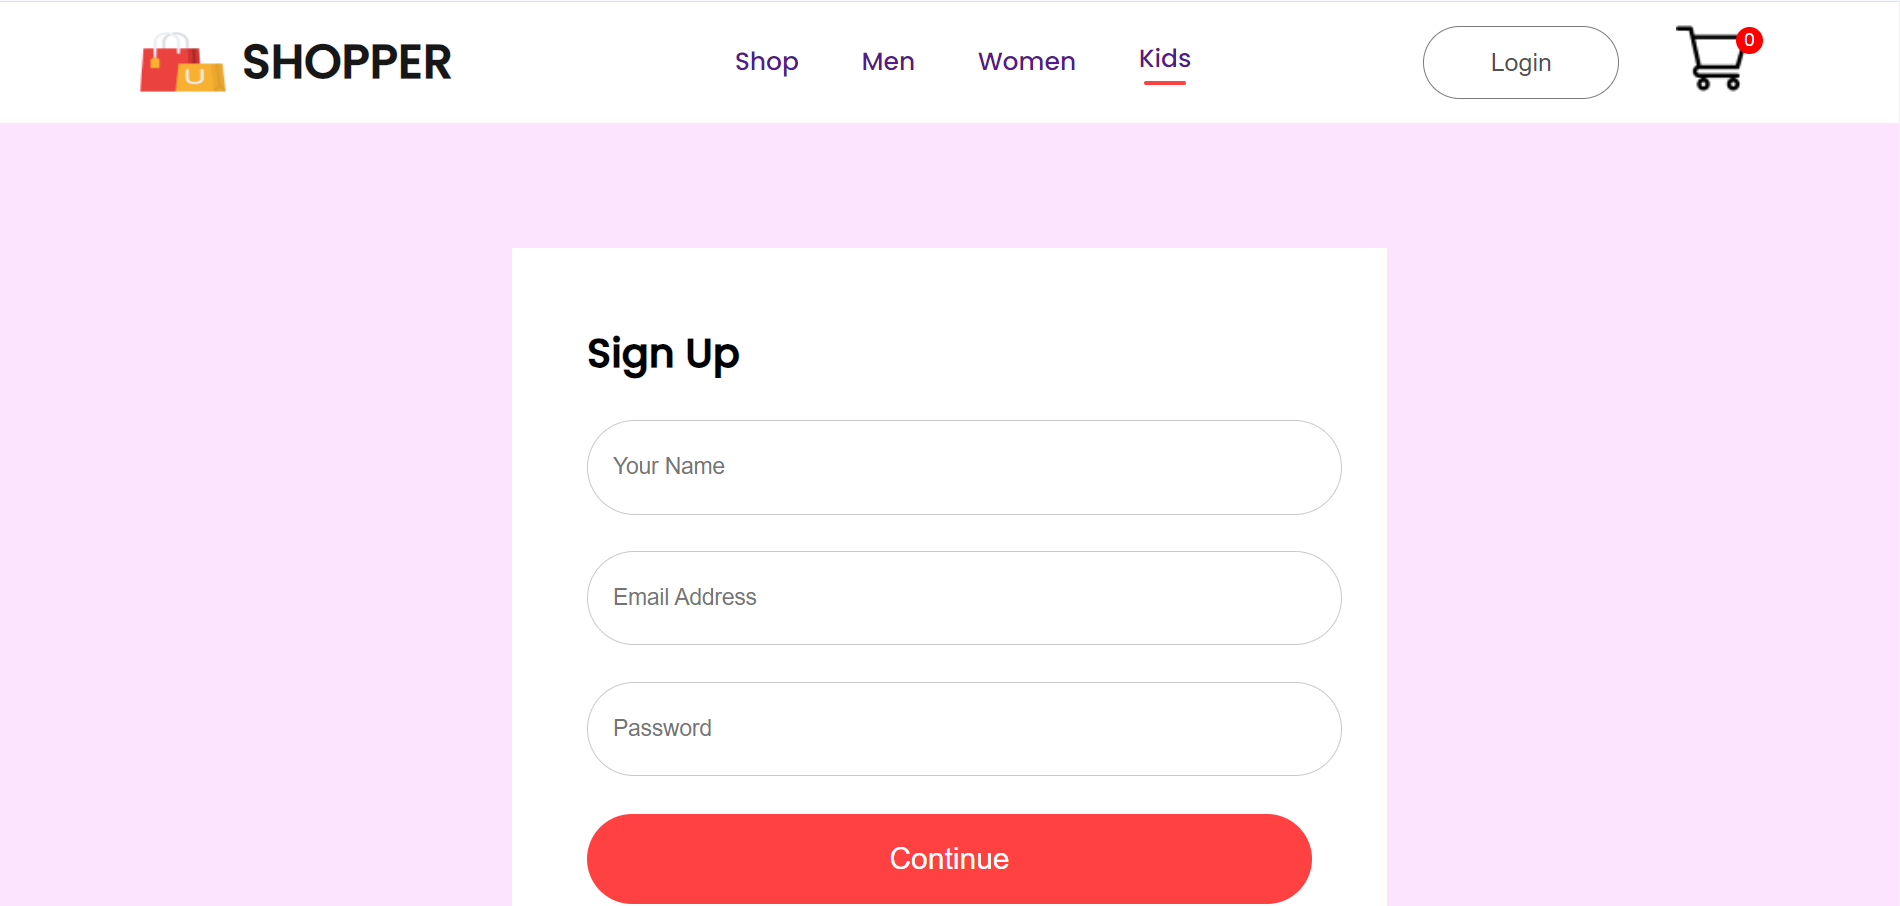 SHOPPER
Shop
Men
Women
Kids
Login
0
U
Sign Up
Your Name
Email Address
Password
Continue